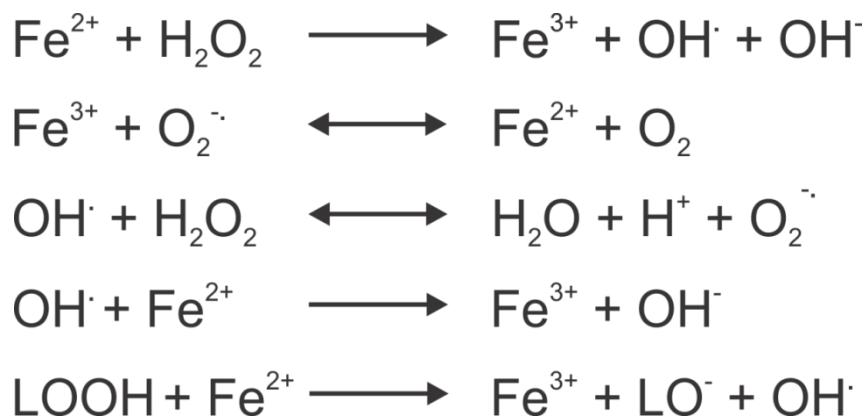 Fe²⁺ + H₂O₂ ⟶ Fe³⁺ + OH˙ + OH⁻
Fe³⁺ + O₂⁻˙ ⟷ Fe²⁺ + O₂
OH˙ + H₂O₂ ⟷ H₂O + H⁺ + O₂⁻˙
OH˙ + Fe²⁺ ⟶ Fe³⁺ + OH⁻
LOOH + Fe²⁺ ⟶ Fe³⁺ + LO⁻ + OH˙